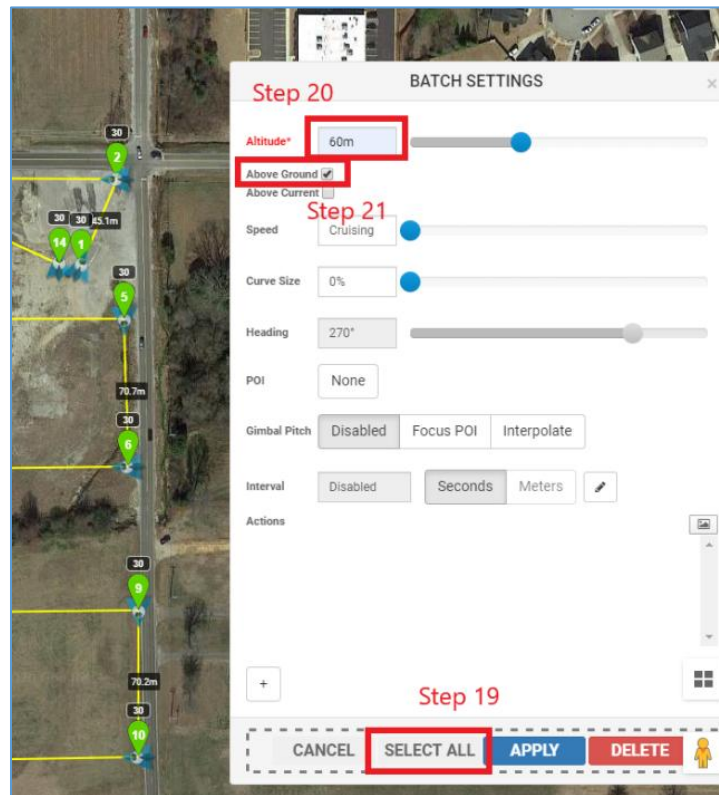 BATCH SETTINGS ×
Step 20
Altitude* 60m
Above Ground
Above Current
Step 21
Speed Cruising
Curve Size 0%
Heading 270°
POI None
Gimbal Pitch Disabled Focus POI Interpolate
Interval Disabled Seconds Meters
Actions
+
Step 19
CANCEL SELECT ALL APPLY DELETE
30
2
30 30 45.1m
14 1
30
5
70.7m
30
6
30
9
70.2m
30
10